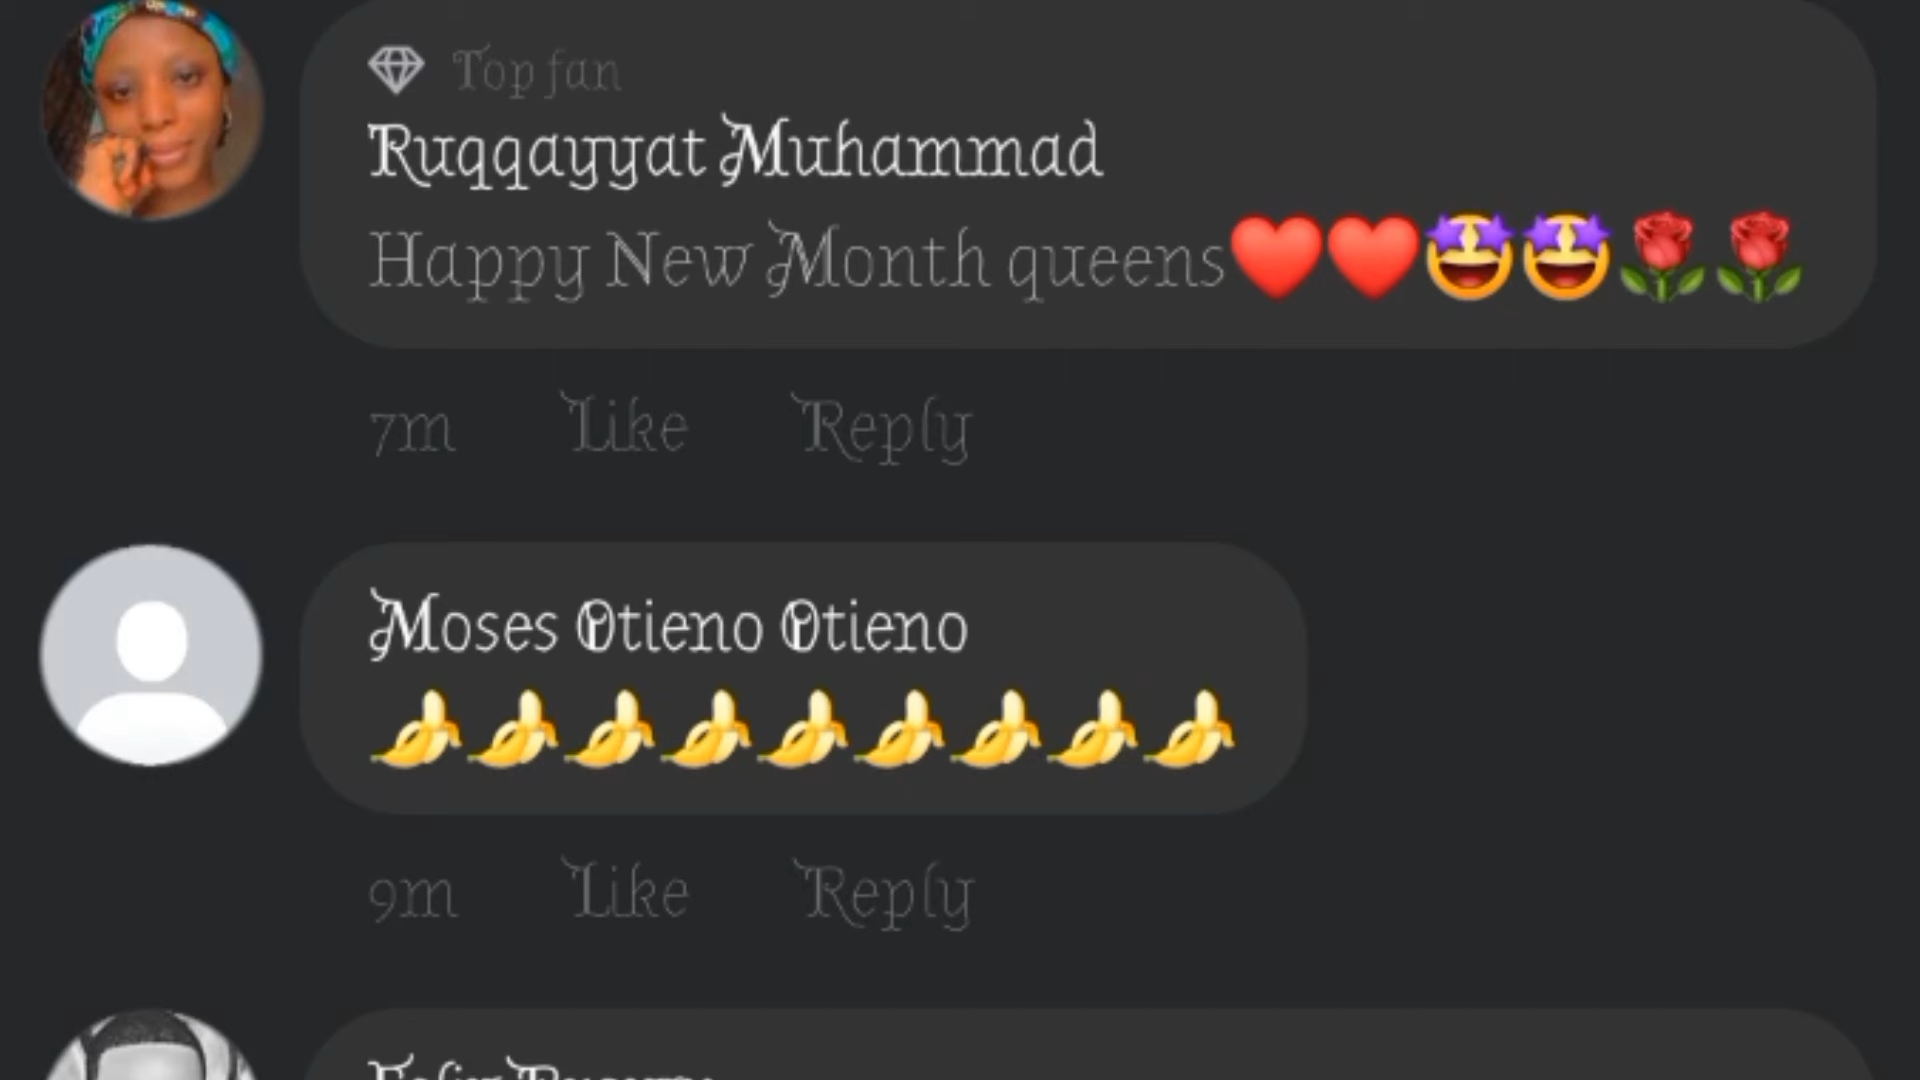 Top fan
Ruqqayyat Muhammad
Happy New Month queens❤️❤️🤩🤩🌹🌹
7m Like Reply
Moses Otieno Otieno
🍌🍌🍌🍌🍌🍌🍌🍌🍌
9m Like Reply